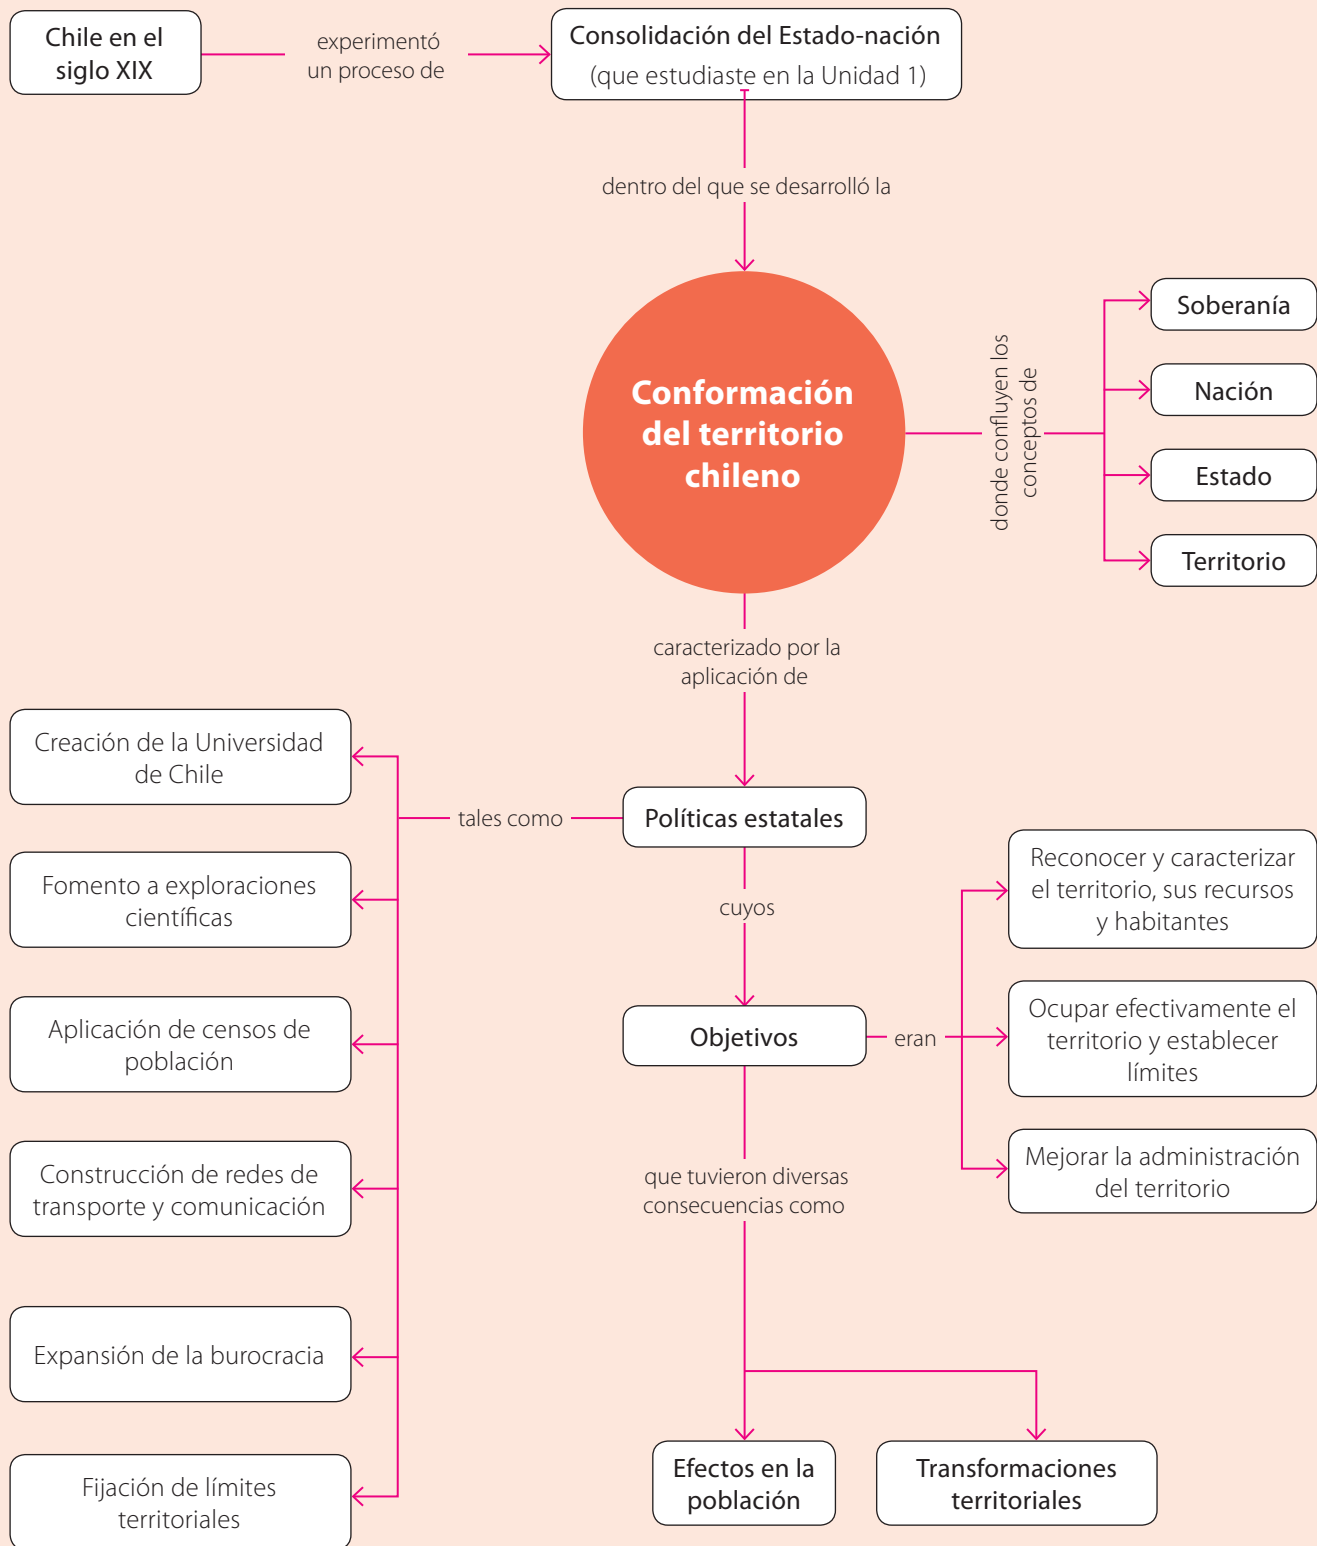 Chile en el
siglo XIX
experimentó
un proceso de
Consolidación del Estado-nación
(que estudiaste en la Unidad 1)
dentro del que se desarrolló la
Conformación
del territorio
chileno
donde confluyen los
conceptos de
Soberanía
Nación
Estado
Territorio
caracterizado por la
aplicación de
Políticas estatales
tales como
Creación de la Universidad
de Chile
Fomento a exploraciones
científicas
Aplicación de censos de
población
Construcción de redes de
transporte y comunicación
Expansión de la burocracia
Fijación de límites
territoriales
cuyos
Objetivos
eran
Reconocer y caracterizar
el territorio, sus recursos
y habitantes
Ocupar efectivamente el
territorio y establecer
límites
Mejorar la administración
del territorio
que tuvieron diversas
consecuencias como
Efectos en la
población
Transformaciones
territoriales